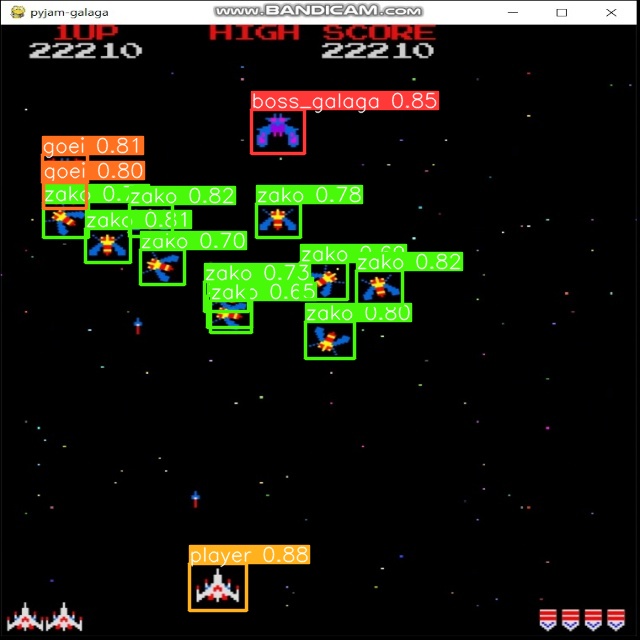 pyjam-galaga
www.BANDICAM.com
1UP HIGH SCORE
22210 22210
boss_galaga 0.85
goei 0.81
goei 0.80
zako zako 0.82 zako 0.78
zako 0.81
zako 0.70
zako zako 0.82
zako 0.73
zako 0.65
zako 0.80
player 0.88